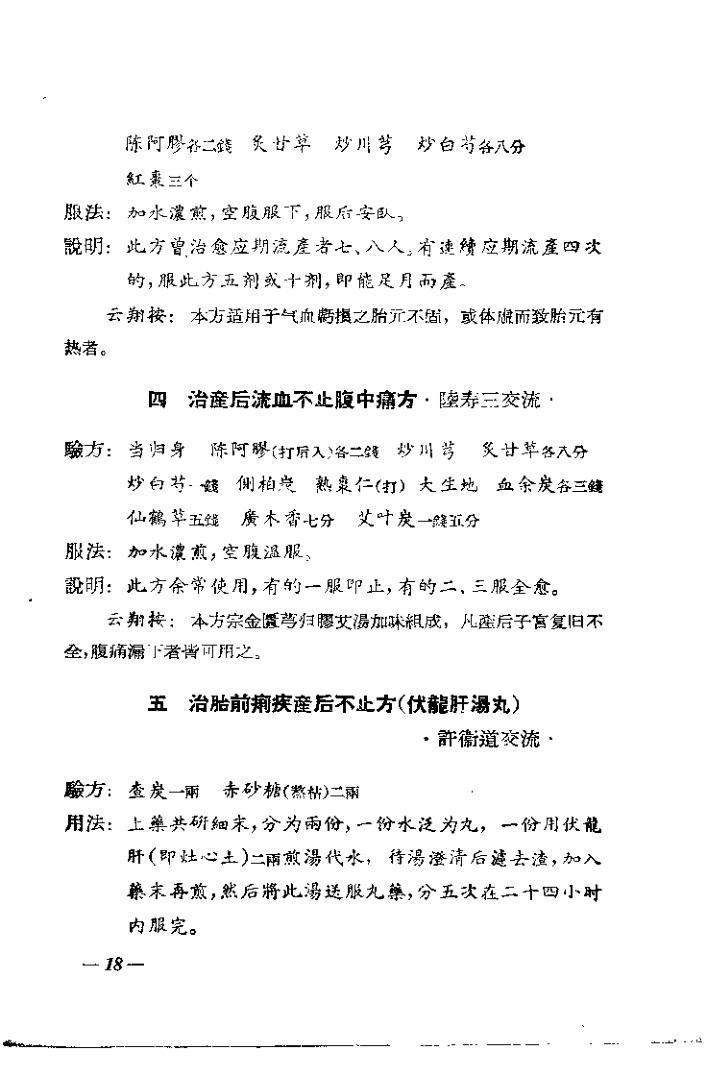 陈阿膠各二錢　炙甘草　炒川芎　炒白芍各八分
紅棗三个
服法：加水濃煎，空腹服下，服后安臥。
說明：此方曾治愈应期流產者七、八人。有連續应期流產四次
的，服此方五剂或十剂，即能足月而產。
云翔按：本方适用于气血虧損之胎元不固，或体虛而致胎元有
热者。
四　治産后流血不止腹中痛方·陸寿三交流·
驗方：当归身　陈阿膠(打后入)各二錢　炒川芎　炙甘草各八分
炒白芍一錢　側柏炭　熟棗仁(打)　大生地　血余炭各三錢
仙鶴草五錢　廣木香七分　艾叶炭一錢五分
服法：加水濃煎，空腹溫服。
說明：此方余常使用，有的一服即止，有的二、三服全愈。
云翔按：本方宗金匱芎归膠艾湯加味組成，凡産后子宮复旧不
全，腹痛漏下者皆可用之。
五　治胎前痢疾産后不止方(伏龍肝湯丸)
·許衞道交流·
驗方：查炭一兩　赤砂糖(熬枯)二兩
用法：上藥共研細末，分为兩份，一份水泛为丸，一份用伏龍
肝(即灶心土)二兩煎湯代水，待湯澄清后濾去渣，加入
藥末再煎，然后將此湯送服丸藥，分五次在二十四小时
内服完。
— 18 —